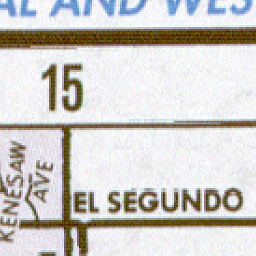 AL AND WES
15
KENESAW
AVE
EL SEGUNDO